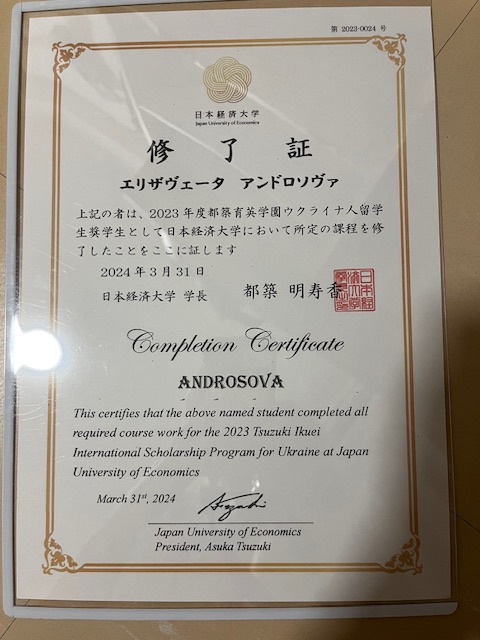 第 2023-0024 号
日本経済大学
Japan University of Economics
修了証
エリザヴェータ アンドロソヴァ
上記の者は、2023年度都築育英学園ウクライナ人留学
生奨学生として日本経済大学において所定の課程を修
了したことをここに証します
2024年3月31日
日本経済大学 学長 都築 明寿香
Completion Certificate
ANDROSOVA
This certifies that the above named student completed all
required course work for the 2023 Tsuzuki Ikuei
International Scholarship Program for Ukraine at Japan
University of Economics
March 31st, 2024
Japan University of Economics
President, Asuka Tsuzuki